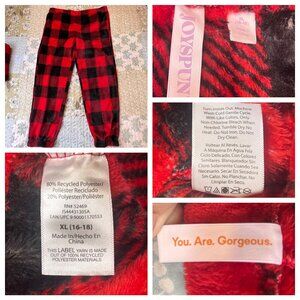 JOYSPUN
Turn Inside Out, Machine
Wash Cold Gentle Cycle
With Like Colors. Only
Non-Chlorine Bleach When
Needed. Tumble Dry No
Heat. Do Not Iron. Do Not
Dry Clean.
Voltear Al Revés. Lavar
A Máquina En Agua Fría
Ciclo Delicado. Con Colores
Similares. Blanqueador
Sin Cloro Si Es Necesario.
Secar En Secadora Sin
Calor. No Planchar. No
Limpiar En Seco.
80% Recycled Polyester/
Poliéster Reciclado
20% Polyester/Poliéster
RN# 52469
XL (16-18)
Made in/Hecho En
China
THIS LABEL YARN IS MADE
OUT OF 100% RECYCLED
POLYESTER MATERIALS
You. Are. Gorgeous.